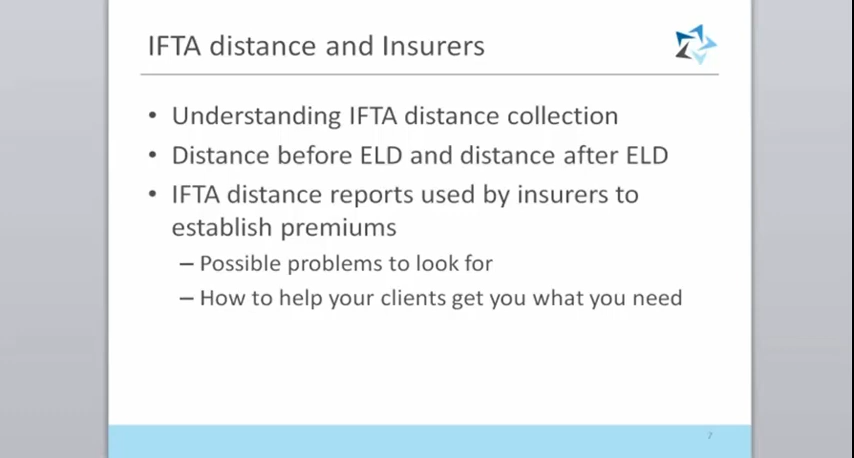 IFTA distance and Insurers
• Understanding IFTA distance collection
• Distance before ELD and distance after ELD
• IFTA distance reports used by insurers to
establish premiums
– Possible problems to look for
– How to help your clients get you what you need
7